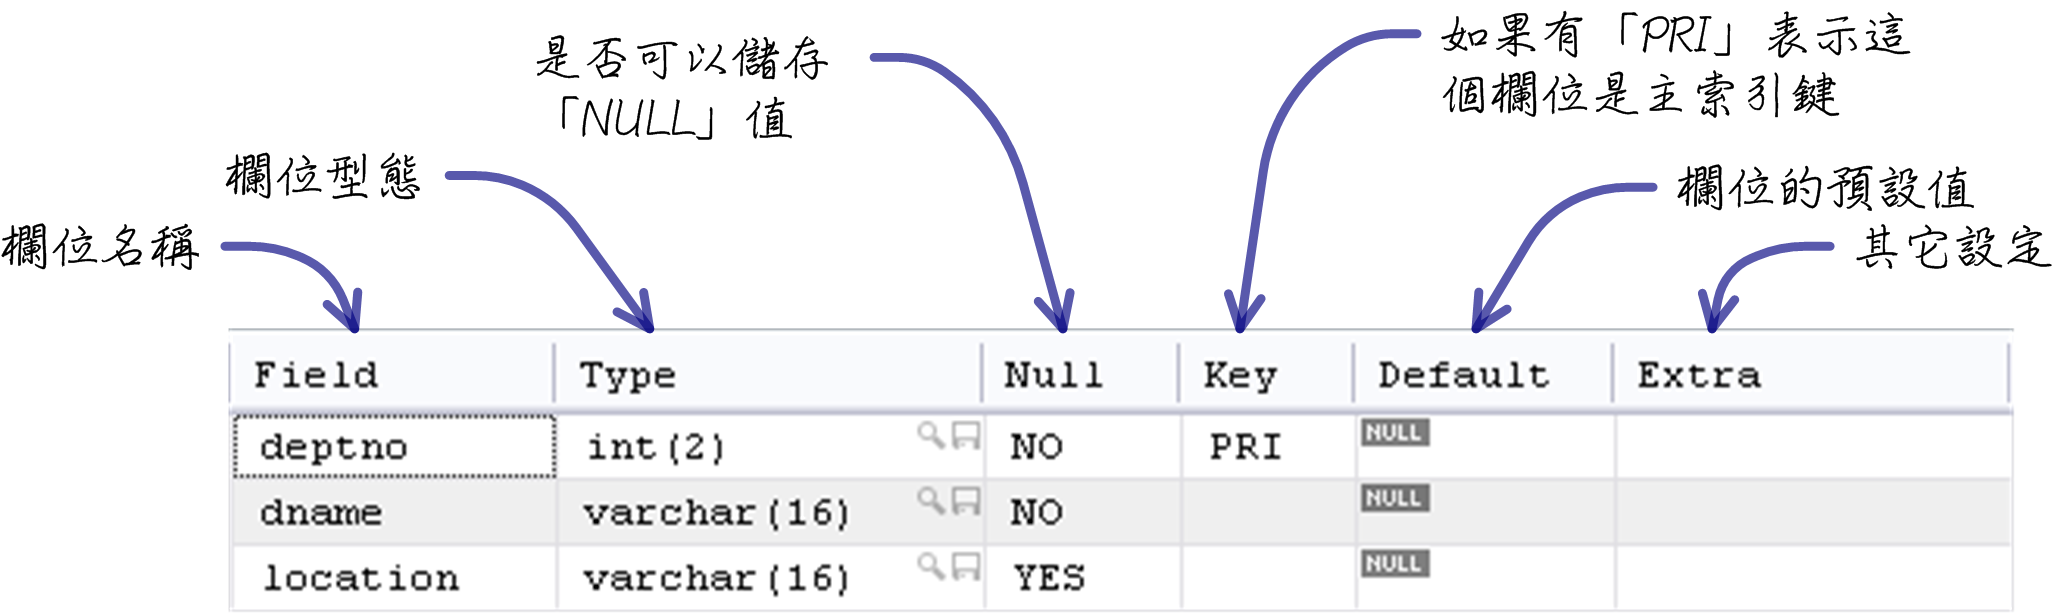 是否可以儲存
「NULL」值
如果有「PRI」表示這
個欄位是主索引鍵
欄位型態
欄位的預設值
欄位名稱
其它設定
Field Type Null Key Default Extra
deptno int(2) NO PRI NULL
dname varchar(16) NO NULL
location varchar(16) YES NULL